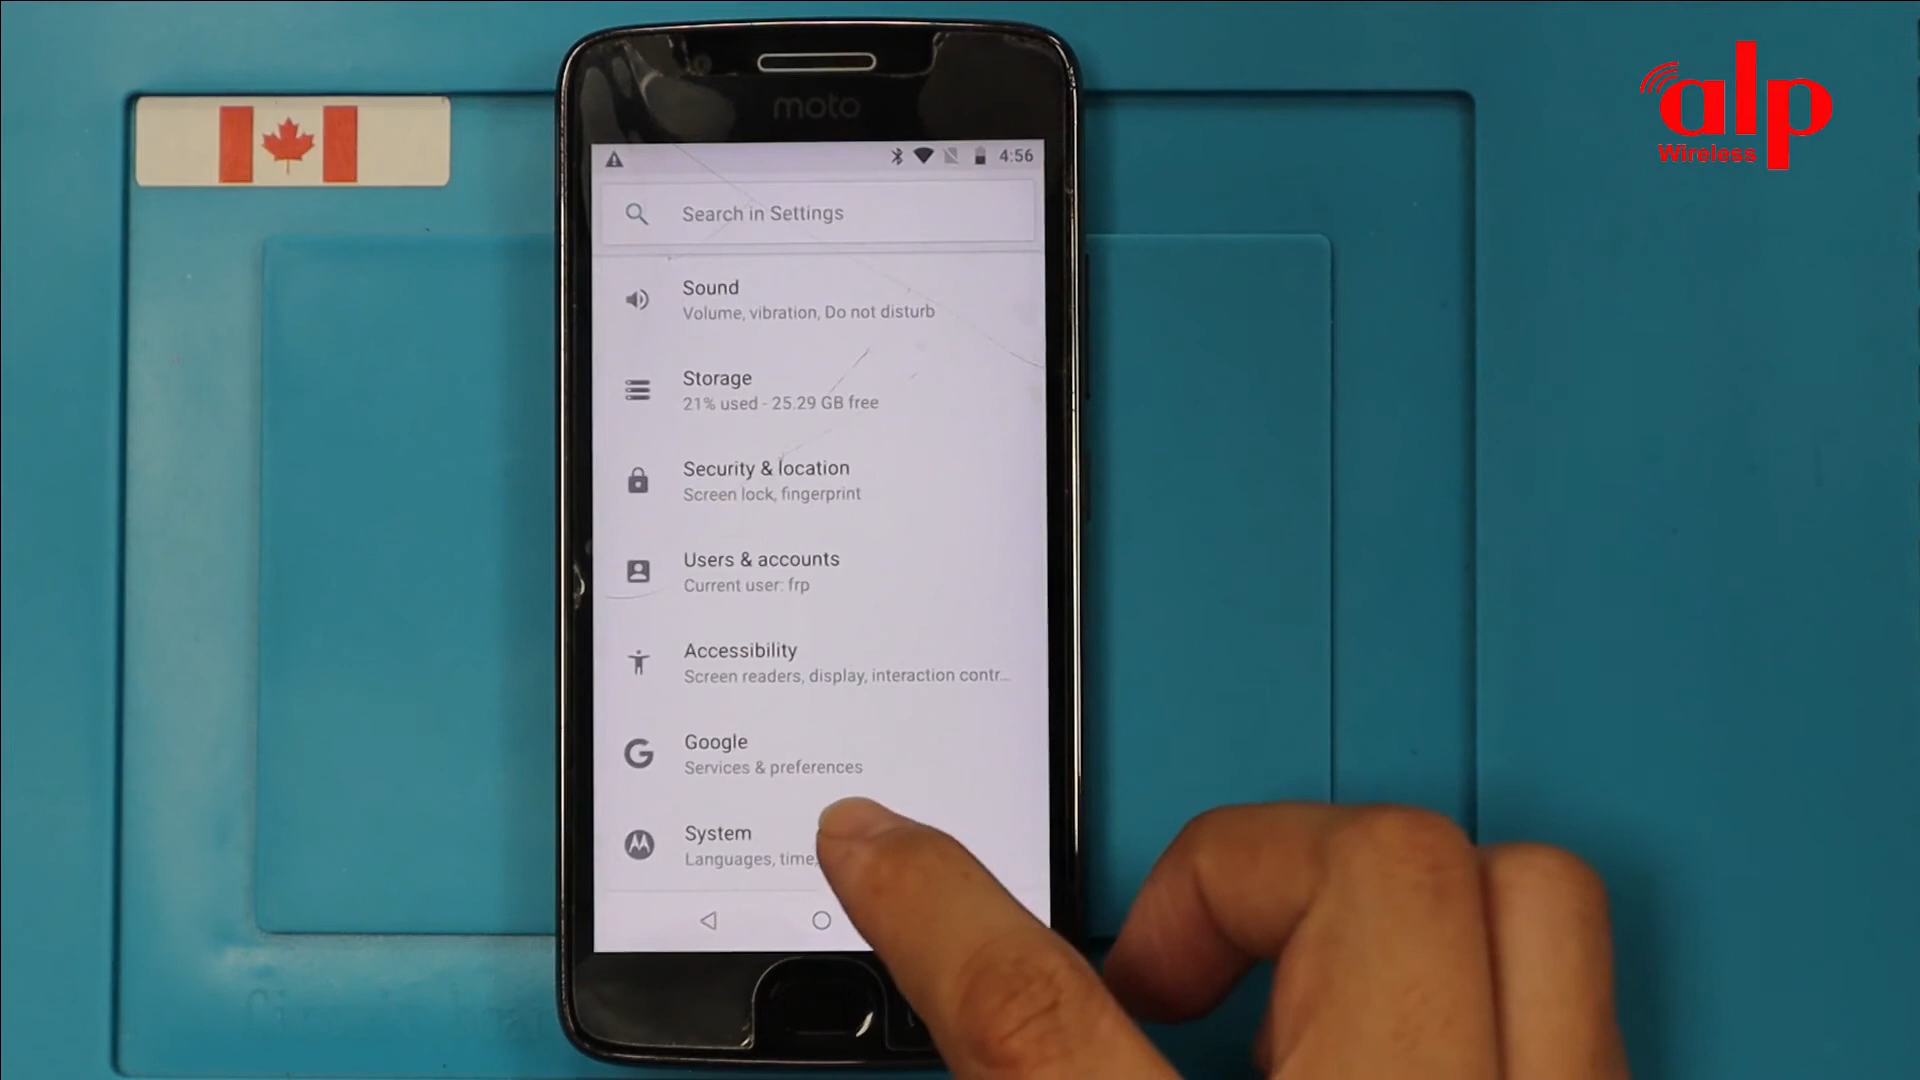 alp
Wireless
moto
4:56
Search in Settings
Sound
Volume, vibration, Do not disturb
Storage
21% used - 25.29 GB free
Security & location
Screen lock, fingerprint
Users & accounts
Current user: frp
Accessibility
Screen readers, display, interaction contr...
Google
Services & preferences
System
Languages, time,